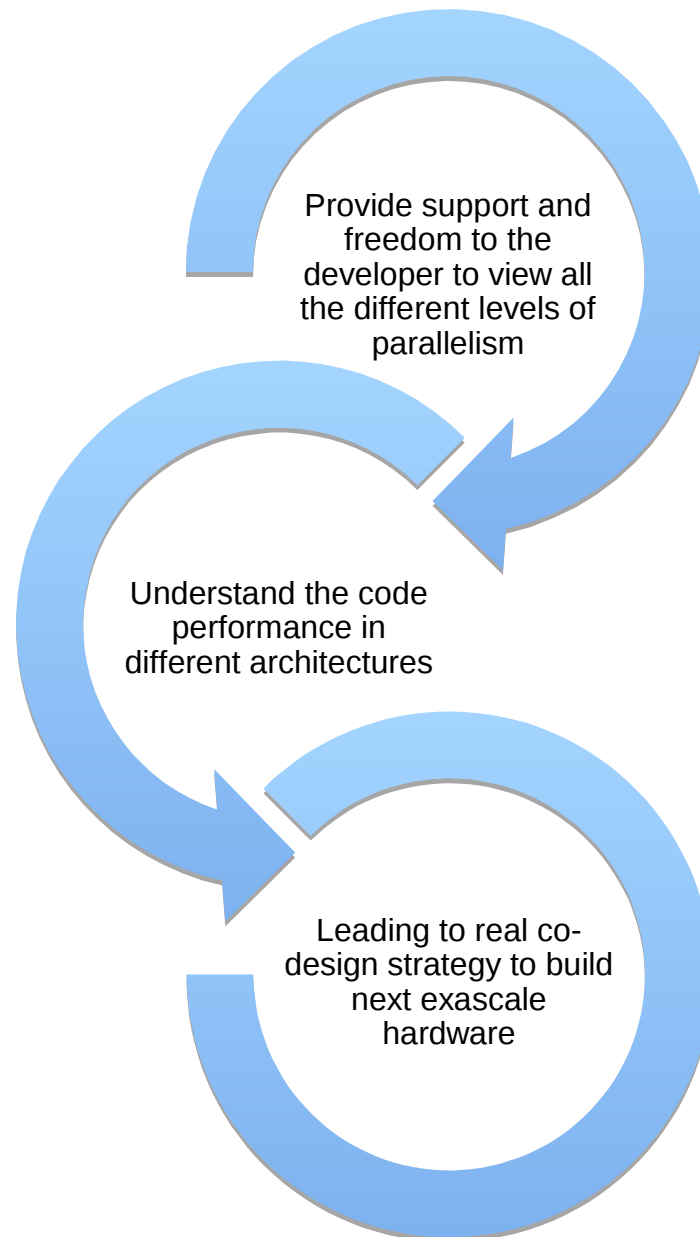 Provide support and
freedom to the
developer to view all
the different levels of
parallelism
Understand the code
performance in
different architectures
Leading to real co-
design strategy to build
next exascale
hardware